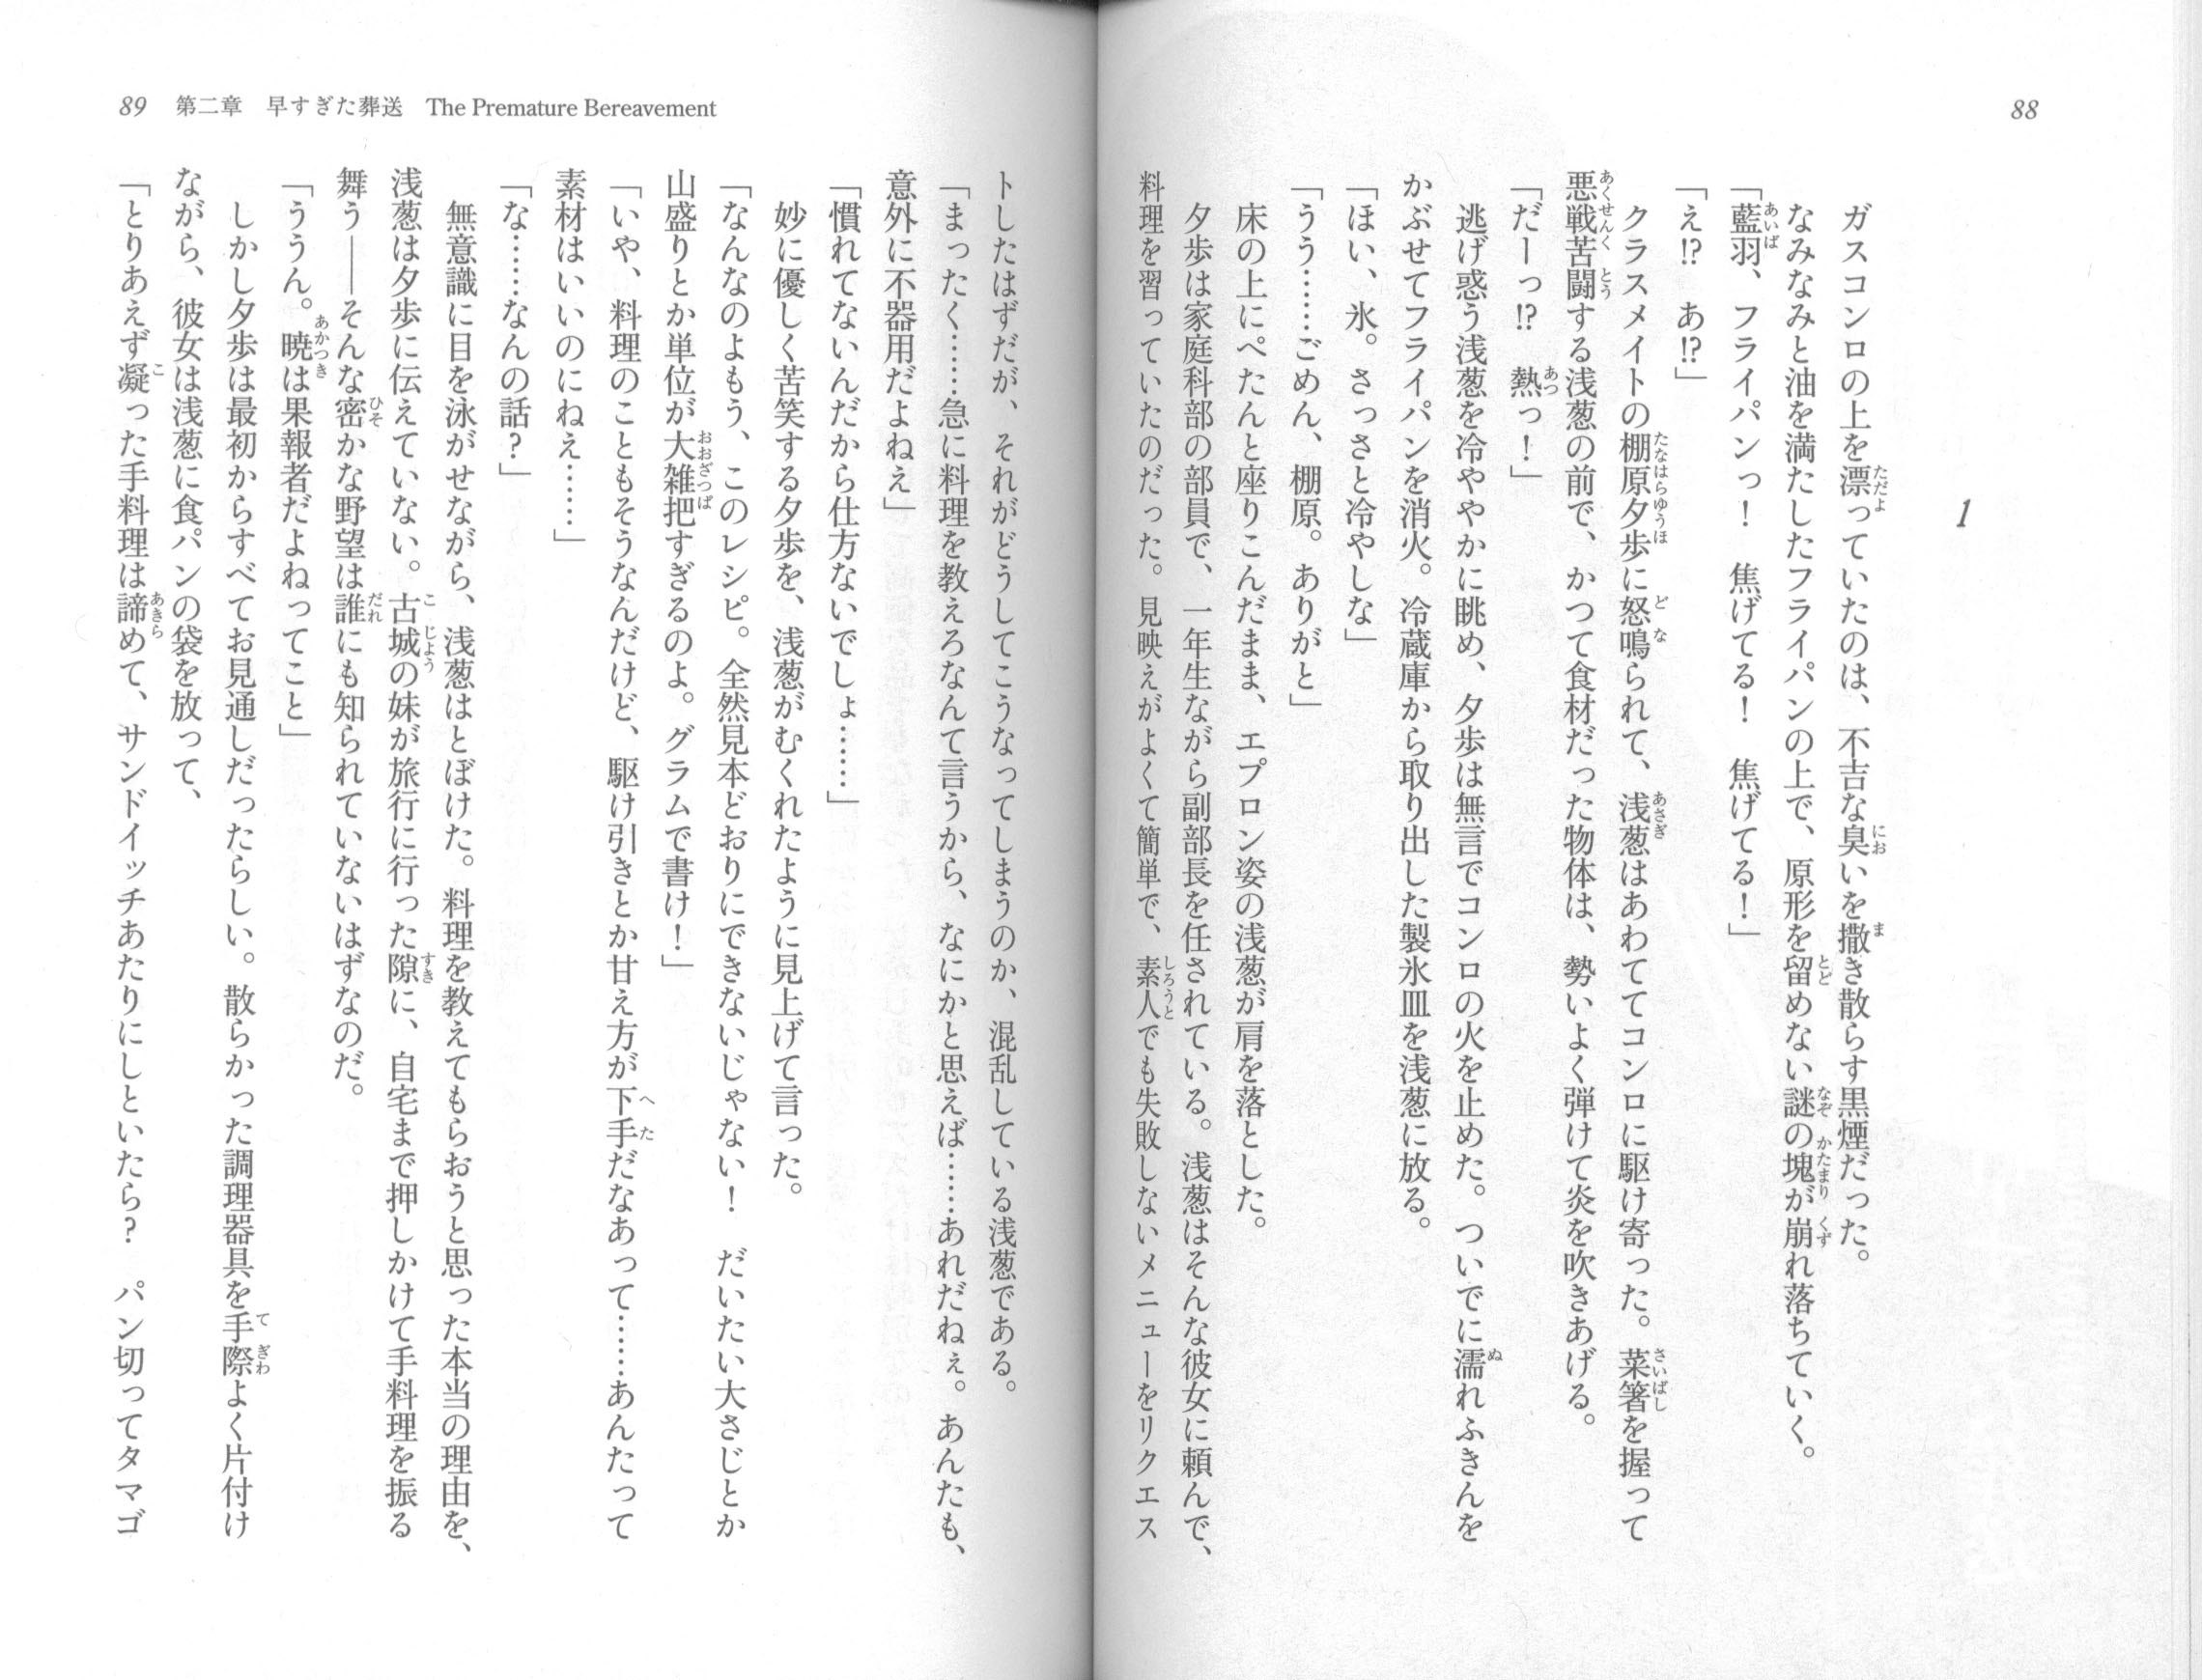 88
1
ガスコンロの上を漂っていたのは、不吉な臭いを撒き散らす黒煙だった。
なみなみと油を満たしたフライパンの上で、原形を留めない謎の塊が崩れ落ちていく。
「藍羽、フライパンっ！　焦げてる！　焦げてる！」
「え!?　あ!?」
クラスメイトの棚原夕歩に怒鳴られて、浅葱はあわててコンロに駆け寄った。菜箸を握って
悪戦苦闘する浅葱の前で、かつて食材だった物体は、勢いよく弾けて炎を吹きあげる。
「だーっ!?　熱っ！」
逃げ惑う浅葱を冷ややかに眺め、夕歩は無言でコンロの火を止めた。ついでに濡れふきんを
かぶせてフライパンを消火。冷蔵庫から取り出した製氷皿を浅葱に放る。
「ほい、氷。さっさと冷やしな」
「うう……ごめん、棚原。ありがと」
床の上にぺたんと座りこんだまま、エプロン姿の浅葱が肩を落とした。
夕歩は家庭科部の部員で、一年生ながら副部長を任されている。浅葱はそんな彼女に頼んで、
料理を習っていたのだった。見映えがよくて簡単で、素人でも失敗しないメニューをリクエス
89　第二章　早すぎた葬送　The Premature Bereavement
トしたはずだが、それがどうしてこうなってしまうのか、混乱している浅葱である。
「まったく……急に料理を教えろなんて言うから、なにかと思えば……あれだねぇ。あんたも、
意外に不器用だよねえ」
「慣れてないんだから仕方ないでしょ……」
妙に優しく苦笑する夕歩を、浅葱がむくれたように見上げて言った。
「なんなのよもう、このレシピ。全然見本どおりにできないじゃない！　だいたい大さじとか
山盛りとか単位が大雑把すぎるのよ。グラムで書け！」
「いや、料理のこともそうなんだけど、駆け引きとか甘え方が下手だなあって……あんたって
素材はいいのにねえ……」
「な……なんの話？」
無意識に目を泳がせながら、浅葱はとぼけた。料理を教えてもらおうと思った本当の理由を、
浅葱は夕歩に伝えていない。古城の妹が旅行に行った隙に、自宅まで押しかけて手料理を振る
舞う――そんな密かな野望は誰にも知られていないはずなのだ。
「ううん。暁は果報者だよねってこと」
しかし夕歩は最初からすべてお見通しだったらしい。散らかった調理器具を手際よく片付け
ながら、彼女は浅葱に食パンの袋を放って、
「とりあえず凝った手料理は諦めて、サンドイッチあたりにしといたら？　パン切ってタマゴ